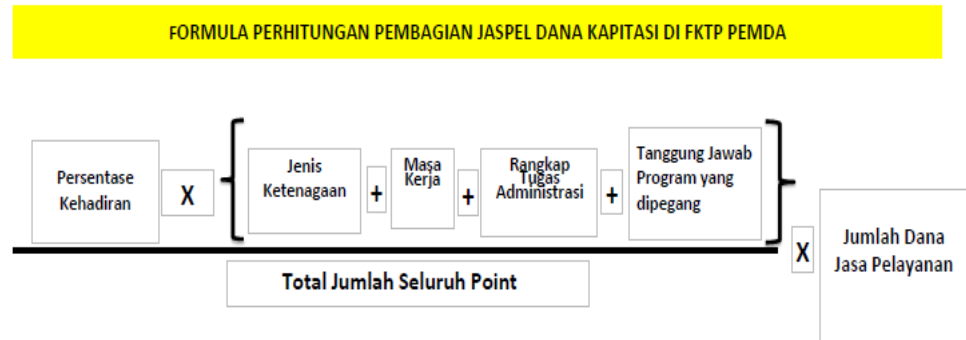 FORMULA PERHITUNGAN PEMBAGIAN JASPEL DANA KAPITASI DI FKTP PEMDA
Persentase
Kehadiran
X
Jenis
Ketenagaan
+
Masa
Kerja
+
Rangkap
Tugas
Administrasi
+
Tanggung Jawab
Program yang
dipegang
Total Jumlah Seluruh Point
X
Jumlah Dana
Jasa Pelayanan